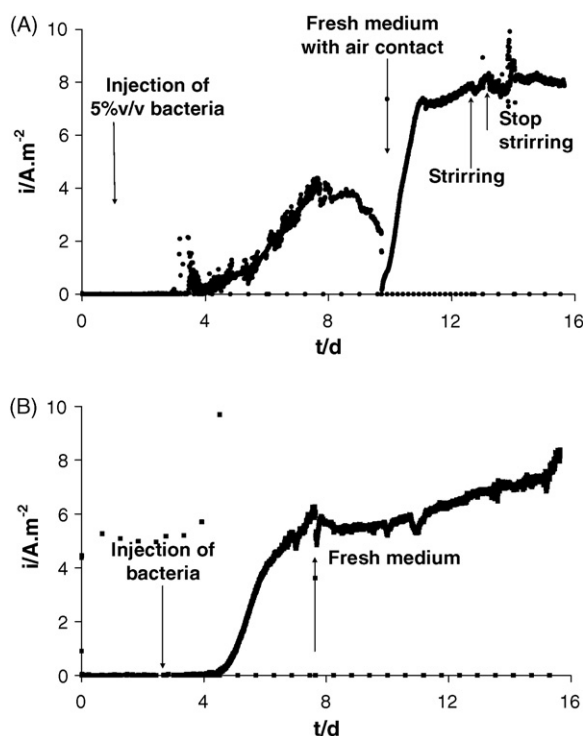 (A)
10
Fresh medium
with air contact
Injection of
5%v/v bacteria
8
Stop
strirring
Strirring
6
i/A.m-2
4
2
0
0 4 8 12 16
t/d
(B)
10
8
Injection of
bacteria
Fresh medium
6
i/A.m-2
4
2
0
0 4 8 12 16
t/d